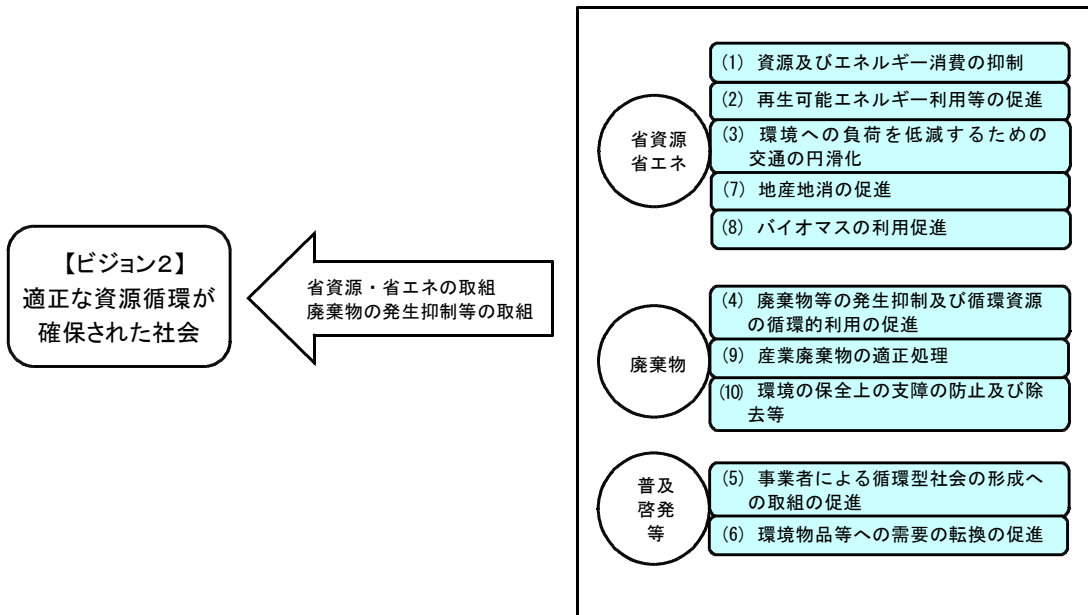 【ビジョン2】
適正な資源循環が
確保された社会
省資源・省エネの取組
廃棄物の発生抑制等の取組
省資源
省エネ
(1) 資源及びエネルギー消費の抑制
(2) 再生可能エネルギー利用等の促進
(3) 環境への負荷を低減するための
交通の円滑化
(7) 地産地消の促進
(8) バイオマスの利用促進
廃棄物
(4) 廃棄物等の発生抑制及び循環資源
の循環的利用の促進
(9) 産業廃棄物の適正処理
(10) 環境の保全上の支障の防止及び除
去等
普及
啓発
等
(5) 事業者による循環型社会の形成へ
の取組の促進
(6) 環境物品等への需要の転換の促進